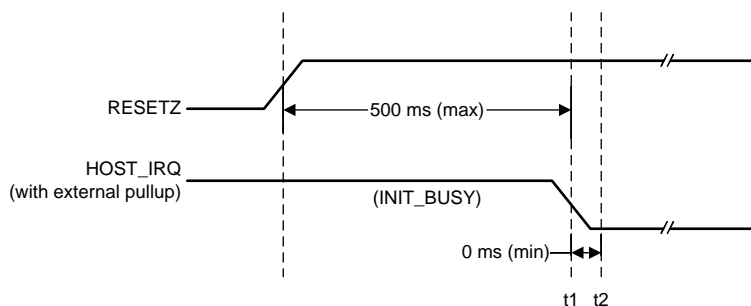 RESETZ
500 ms (max)
HOST_IRQ
(with external pullup)
(INIT_BUSY)
0 ms (min)
t1 t2